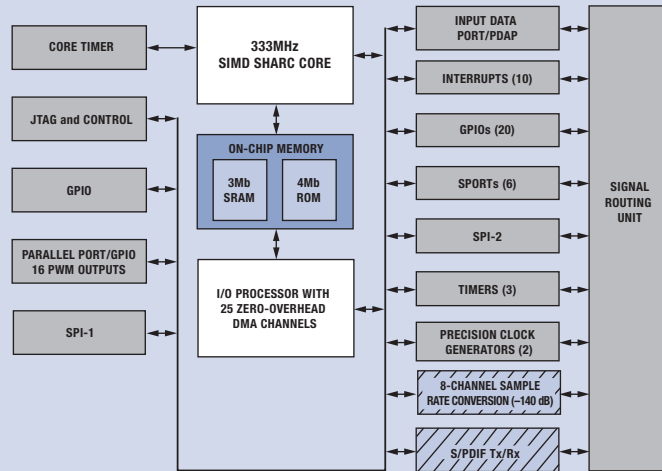 CORE TIMER
JTAG and CONTROL
GPIO
PARALLEL PORT/GPIO
16 PWM OUTPUTS
SPI-1
333MHz
SIMD SHARC CORE
ON-CHIP MEMORY
3Mb
SRAM
4Mb
ROM
I/O PROCESSOR WITH
25 ZERO-OVERHEAD
DMA CHANNELS
INPUT DATA
PORT/PDAP
INTERRUPTS (10)
GPIOs (20)
SPORTs (6)
SPI-2
TIMERS (3)
PRECISION CLOCK
GENERATORS (2)
8-CHANNEL SAMPLE
RATE CONVERSION (–140 dB)
S/PDIF Tx/Rx
SIGNAL
ROUTING
UNIT